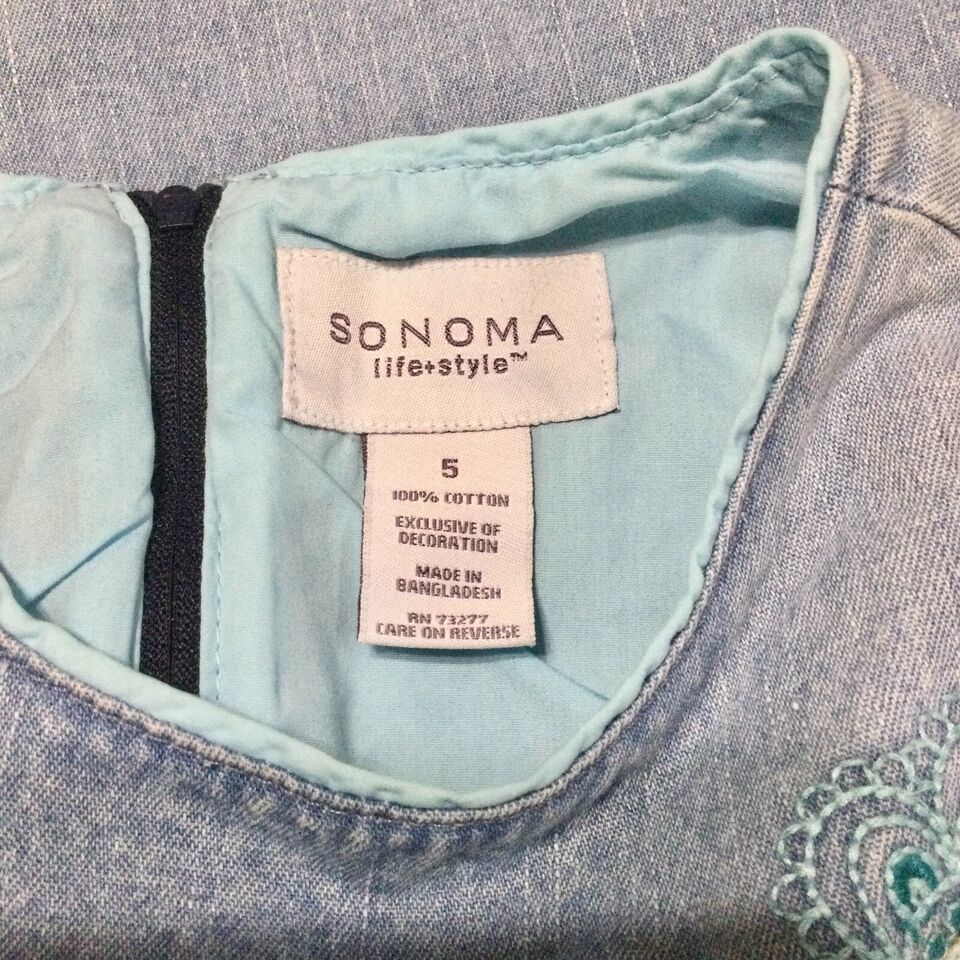 SONOMA
life+style™
5
100% COTTON
EXCLUSIVE OF
DECORATION
MADE IN
BANGLADESH
RN 73277
CARE ON REVERSE